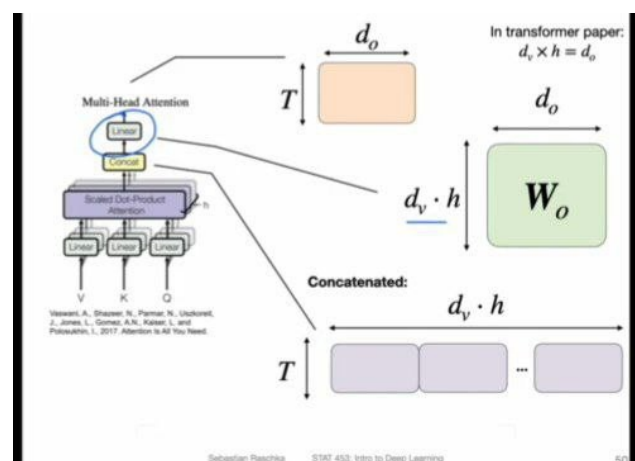 In transformer paper:
d_v × h = d_o
d_o
T
Multi-Head Attention
Linear
Concat
Scaled Dot-Product
Attention
h
Linear Linear Linear
V K Q
d_o
d_v · h
W_o
Concatenated:
d_v · h
T
...
Vaswani, A., Shazeer, N., Parmar, N., Uszkoreit,
J., Jones, L., Gomez, A.N., Kaiser, L. and
Polosukhin, I., 2017. Attention Is All You Need.
Sebastian Raschka STAT 453: Intro to Deep Learning